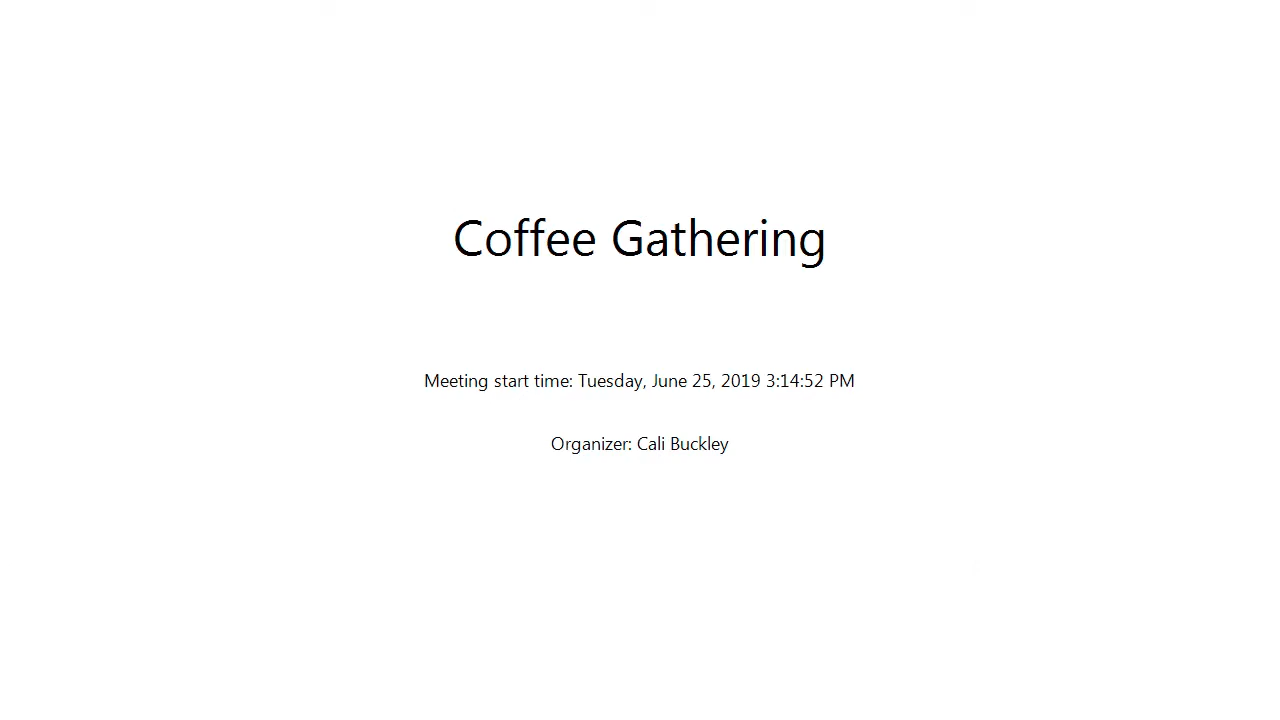 Coffee Gathering
Meeting start time: Tuesday, June 25, 2019 3:14:52 PM
Organizer: Cali Buckley